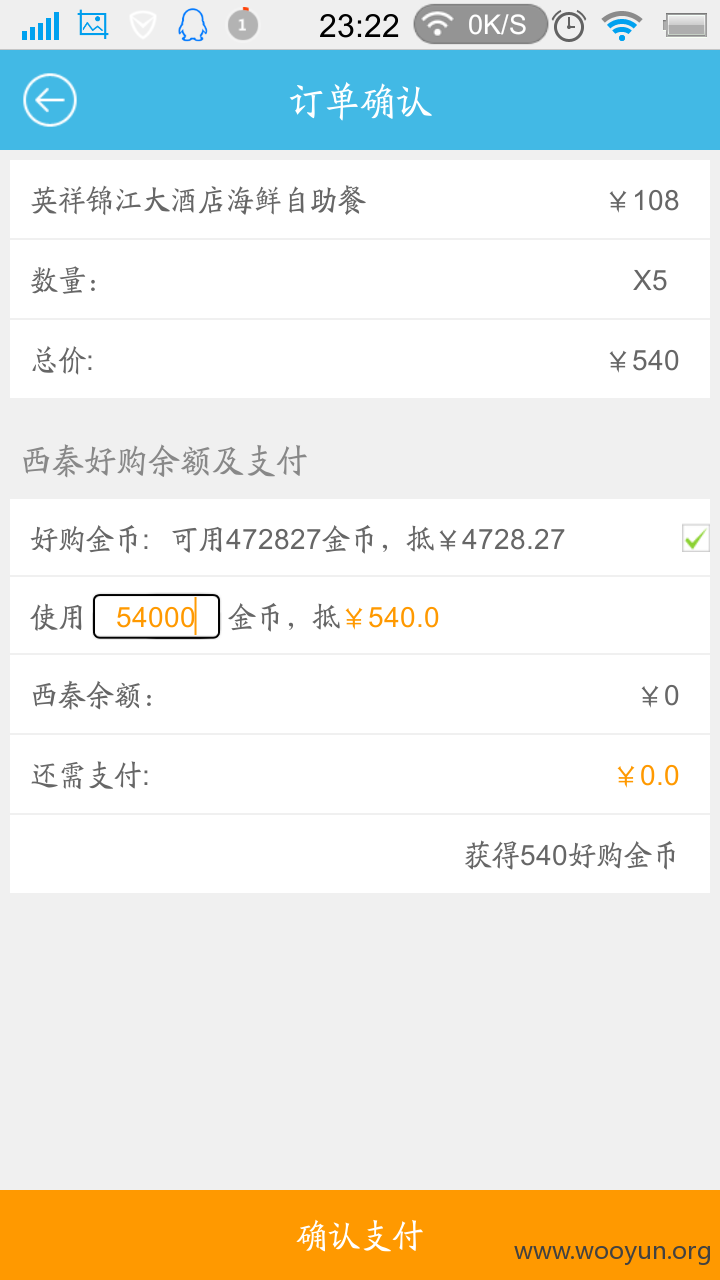 1 23:22 0K/S
订单确认
英祥锦江大酒店海鲜自助餐 ￥108
数量： X5
总价: ￥540
西秦好购余额及支付
好购金币: 可用472827金币，抵￥4728.27
使用 54000 金币，抵￥540.0
西秦余额： ￥0
还需支付: ￥0.0
获得540好购金币
确认支付
www.wooyun.org